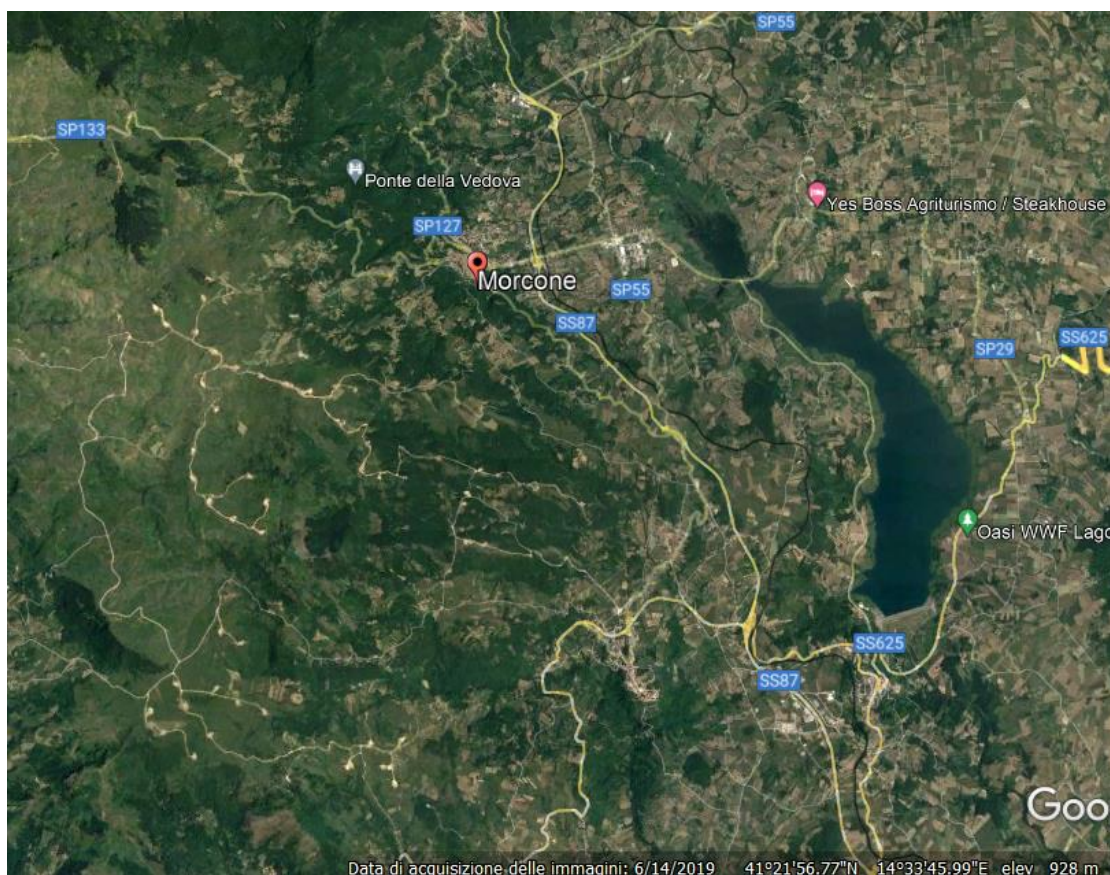 SP55
SP133
Ponte della Vedova
Yes Boss Agriturismo / Steakhouse
SP127
Morcone
SP55
SS87
SS625
SP29
Oasi WWF Lago
SS625
SS87
Goo
Data di acquisizione delle immagini: 6/14/2019 41°21'56.77"N 14°33'45.99"E elev 928 m